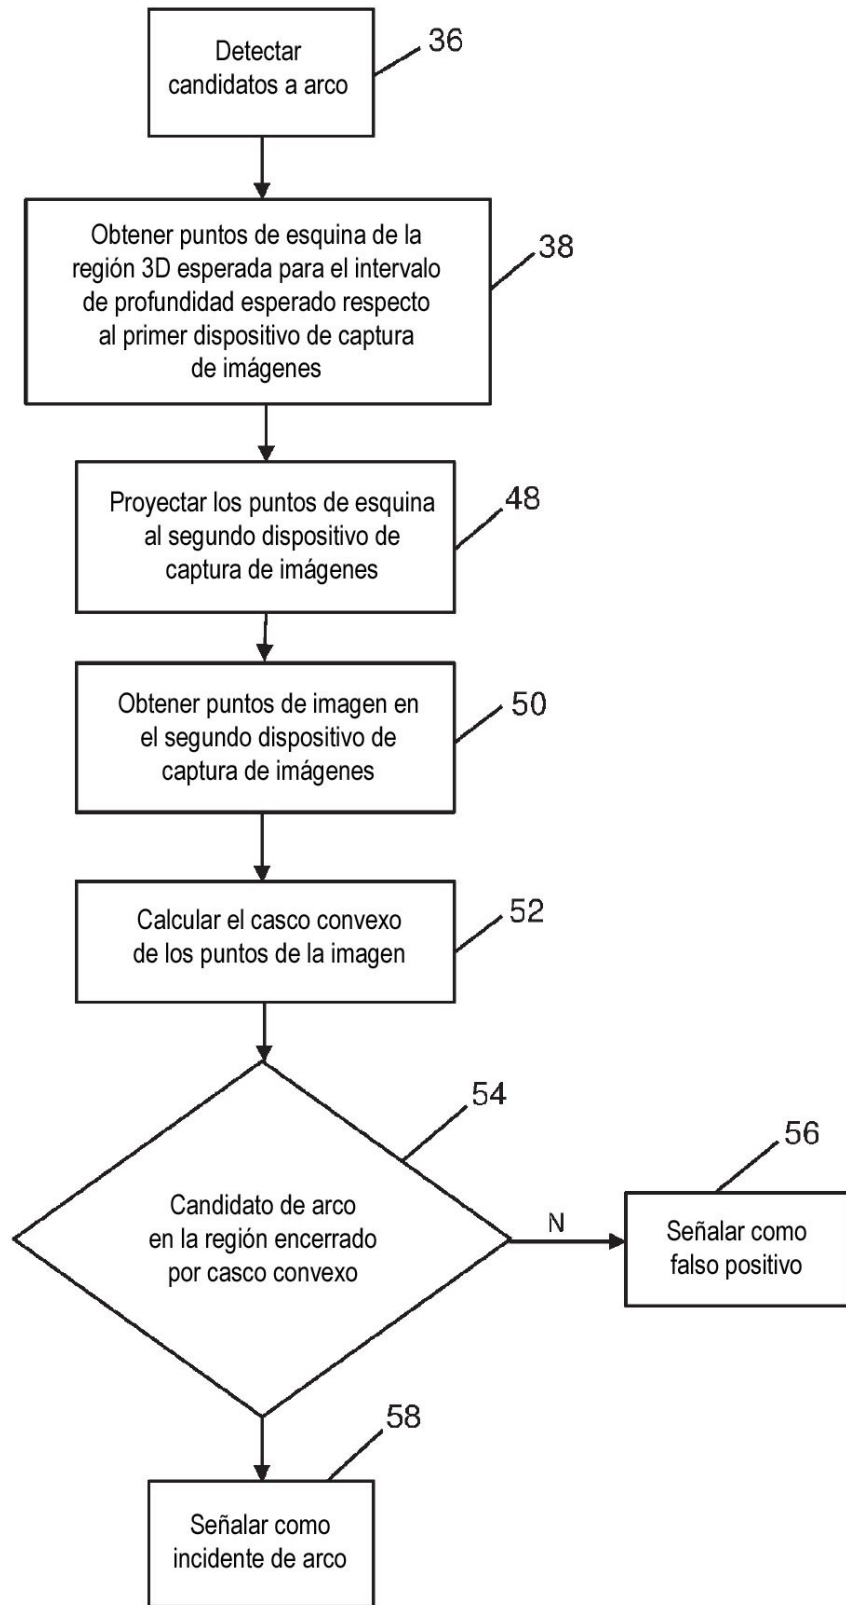 Detectar
candidatos a arco
36
Obtener puntos de esquina de la
región 3D esperada para el intervalo
de profundidad esperado respecto
al primer dispositivo de captura
de imágenes
38
Proyectar los puntos de esquina
al segundo dispositivo de
captura de imágenes
48
Obtener puntos de imagen en
el segundo dispositivo de
captura de imágenes
50
Calcular el casco convexo
de los puntos de la imagen
52
Candidato de arco
en la región encerrado
por casco convexo
54
N
56
Señalar como
falso positivo
58
Señalar como
incidente de arco